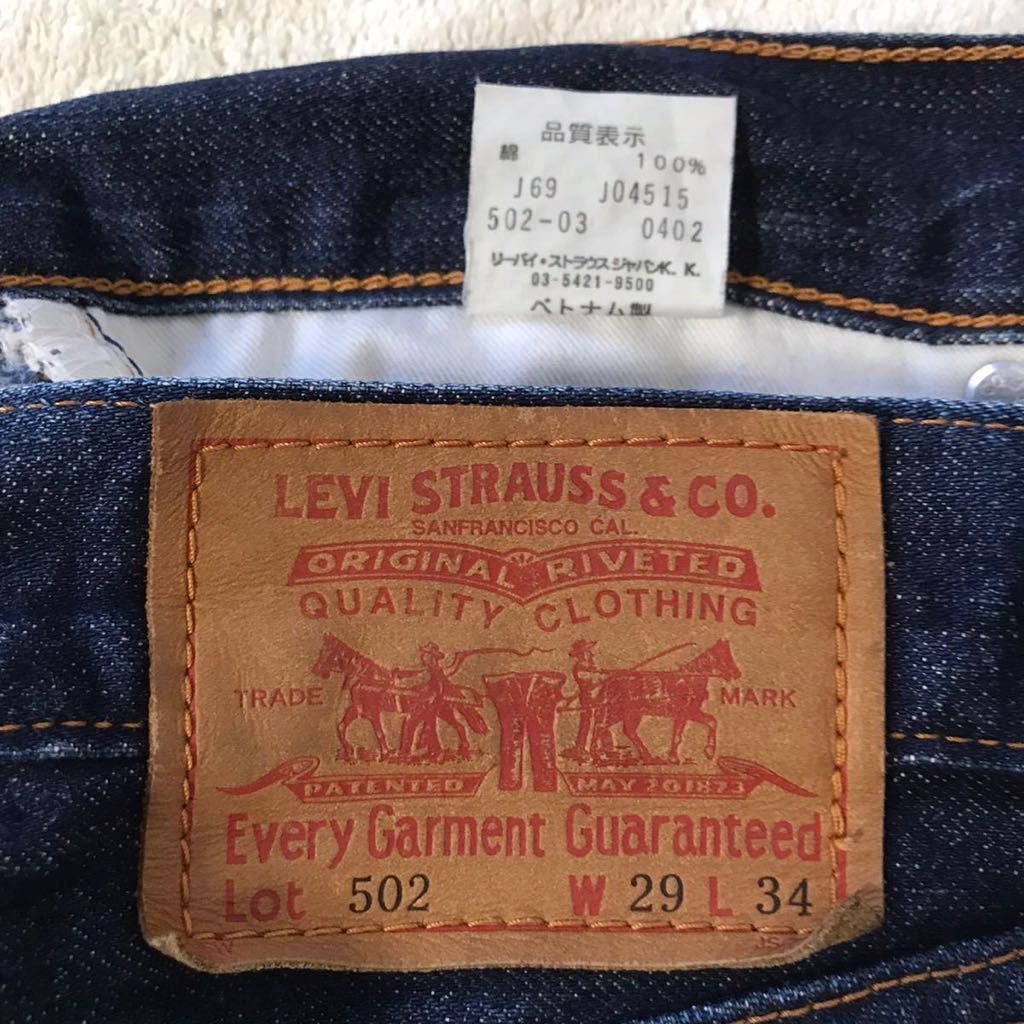 品質表示
綿 100%
J69 J04515
502-03 0402
リーバイ・ストラウスジャパンK.K.
03-5421-9500
ベトナム製
LEVI STRAUSS & CO.
SANFRANCISCO CAL.
ORIGINAL RIVETED
QUALITY CLOTHING
TRADE MARK
PATENTED MAY 20 1873
Every Garment Guaranteed
Lot 502 W 29 L 34